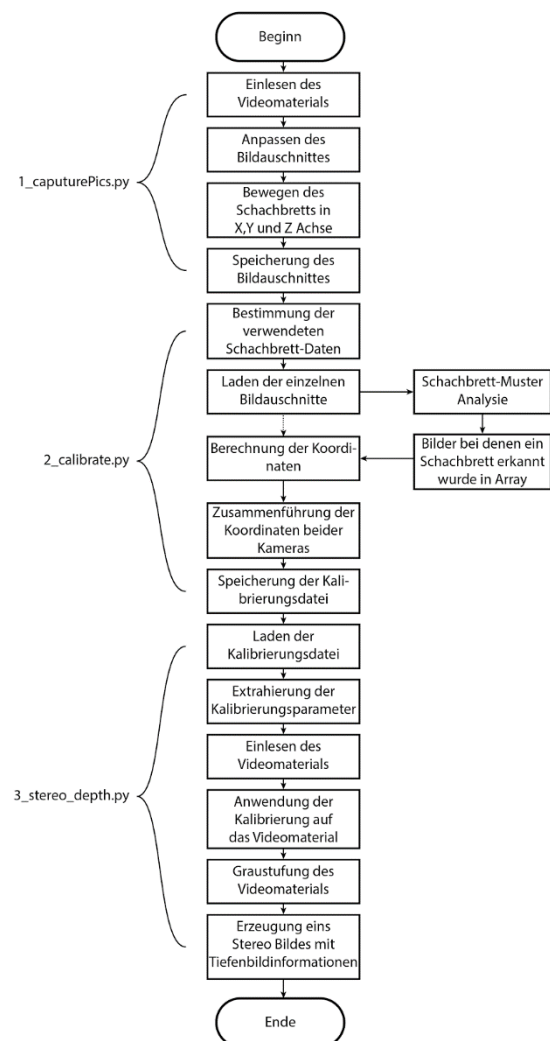 Beginn
Einlesen des
Videomaterials
Anpassen des
Bildauschnittes
1_caputurePics.py
Bewegen des
Schachbretts in
X,Y und Z Achse
Speicherung des
Bildauschnittes
Bestimmung der
verwendeten
Schachbrett-Daten
Laden der einzelnen
Bildauschnitte
Schachbrett-Muster
Analysie
2_calibrate.py
Berechnung der Koordi-
naten
Bilder bei denen ein
Schachbrett erkannt
wurde in Array
Zusammenführung der
Koordinaten beider
Kameras
Speicherung der Kali-
brierungsdatei
Laden der
Kalibrierungsdatei
Extrahierung der
Kalibrierungsparameter
Einlesen des
Videomaterials
3_stereo_depth.py
Anwendung der
Kalibrierung auf
das Videomaterial
Graustufung des
Videomaterials
Erzeugung eins
Stereo Bildes mit
Tiefenbildinformationen
Ende